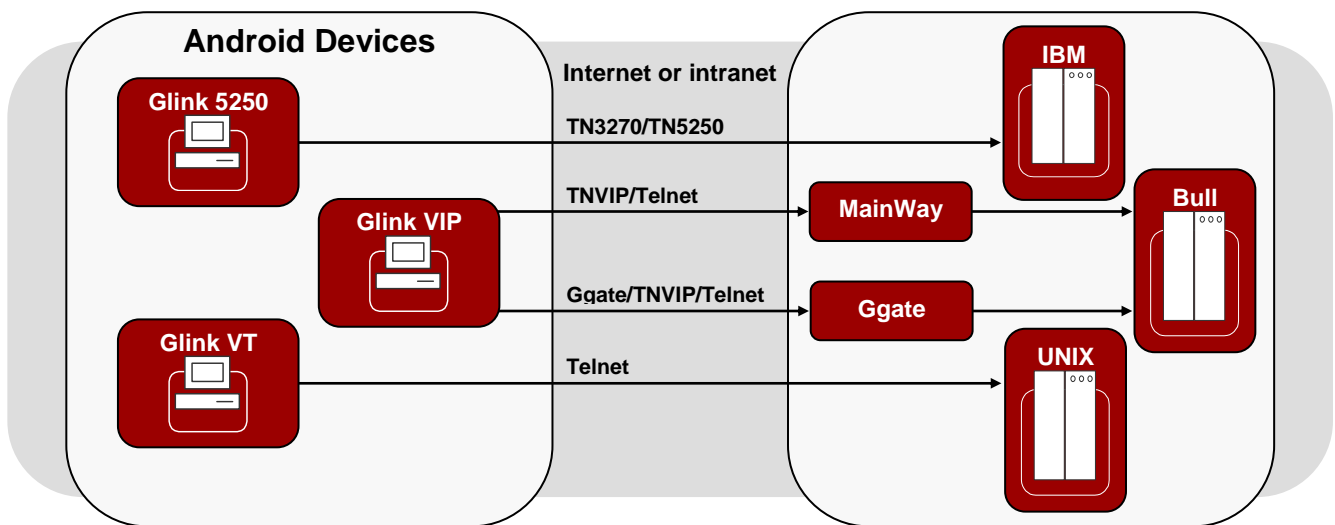 Android Devices
Internet or intranet
IBM
Glink 5250
TN3270/TN5250
TNVIP/Telnet
MainWay
Bull
Glink VIP
Ggate/TNVIP/Telnet
Ggate
Glink VT
Telnet
UNIX